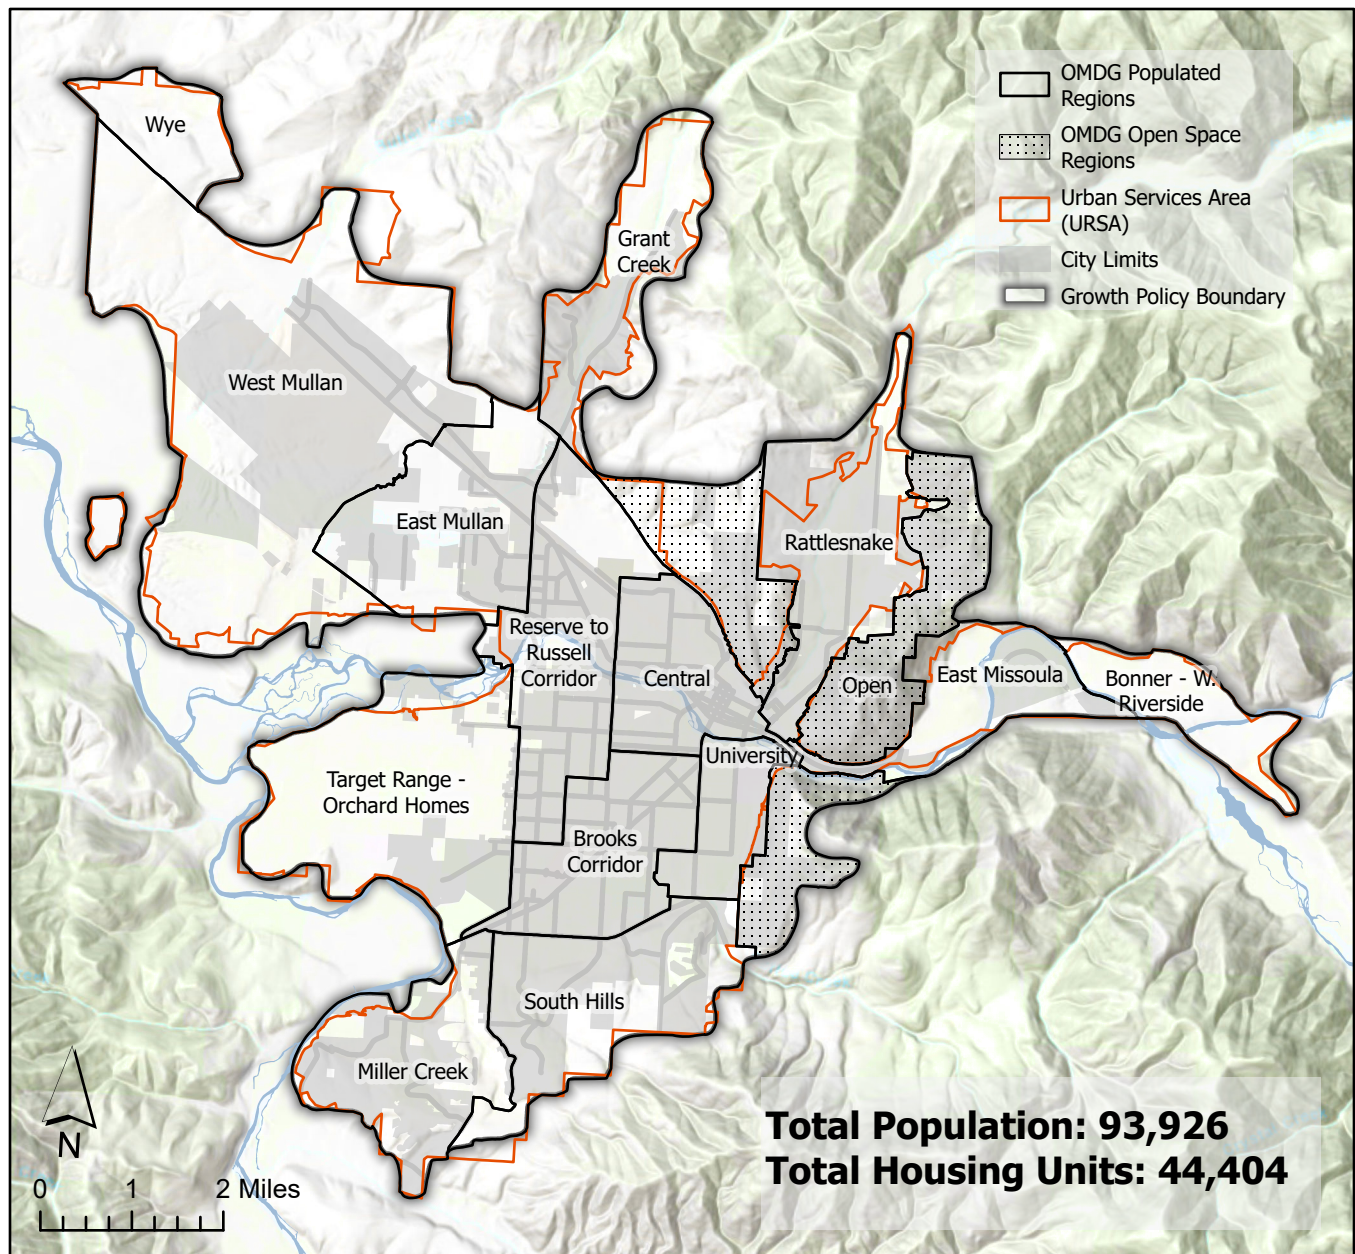 OMDG Populated
Regions
OMDG Open Space
Regions
Urban Services Area
(URSA)
City Limits
Growth Policy Boundary
Wye
Grant
Creek
West Mullan
East Mullan
Rattlesnake
Reserve to
Russell
Corridor
Central
Open
East Missoula
Bonner - W.
Riverside
University
Target Range -
Orchard Homes
Brooks
Corridor
South Hills
Miller Creek
N
0 1 2 Miles
Total Population: 93,926
Total Housing Units: 44,404